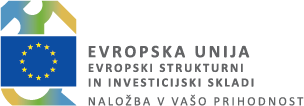 EVROPSKA UNIJA
EVROPSKI STRUKTURNI
IN INVESTICIJSKI SKLADI
NALOŽBA V VAŠO PRIHODNOST